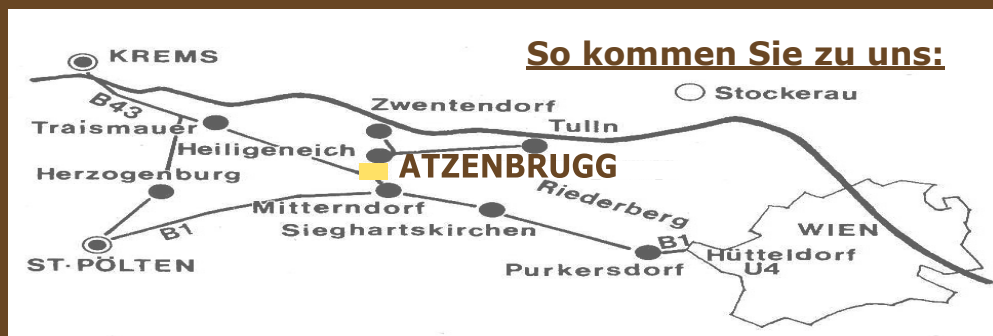 So kommen Sie zu uns:
KREMS
Stockerau
B43
Zwentendorf
Traismauer
Tulln
Heiligeneich
ATZENBRUGG
Herzogenburg
Riederberg
Mitterndorf
B1
Sieghartskirchen
WIEN
B1
ST·PÖLTEN
Hütteldorf
U4
Purkersdorf